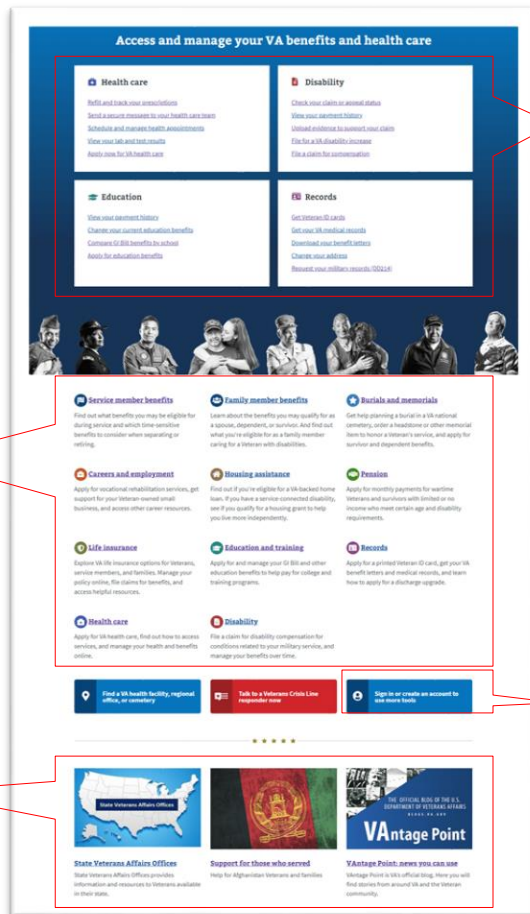 Access and manage your VA benefits and health care
Health care
Refill and track your prescriptions
Send a secure message to your health care team
Schedule and manage health appointments
View your lab and test results
Apply now for VA health care
Disability
Check your claim or appeal status
View your payment history
Upload evidence to support your claim
File for a VA disability increase
File a claim for compensation
Education
View your payment history
Change your current education benefits
Compare GI Bill benefits by school
Apply for education benefits
Records
Get Veteran ID cards
Get your VA medical records
Download your benefit letters
Change your address
Request your military records (DD214)
Service member benefits
Find out what benefits you may be eligible for
during service and which time-sensitive
benefits to consider when separating or
retiring.
Family member benefits
Learn about the benefits you may qualify for as
a spouse, dependent, or survivor. And find out
what you're eligible for as a family member
caring for a Veteran with disabilities.
Burials and memorials
Get help planning a burial in a VA national
cemetery, order a headstone or other memorial
item to honor a Veteran's service, and apply for
survivor and dependent benefits.
Careers and employment
Apply for vocational rehabilitation services, get
support for your Veteran-owned small
business, and access other career resources.
Housing assistance
Find out if you're eligible for a VA-backed home
loan. If you have a service connected disability,
see if you qualify for a housing grant to help
you live more independently.
Pension
Apply for monthly payments for wartime
Veterans and survivors with limited or no
income who meet certain age and disability
requirements.
Life insurance
Explore VA life insurance options for Veterans,
service members, and families. Manage your
policy online, file claims for benefits, and
access helpful resources.
Education and training
Apply for and manage your GI Bill and other
education benefits to help pay for college and
training programs.
Records
Apply for a printed Veteran ID card, get your VA
benefit letters and medical records, and learn
how to apply for a discharge upgrade.
Health care
Apply for VA health care, find out how to access
services, and manage your health and benefits
online.
Disability
File a claim for disability compensation for
conditions related to your military service, and
manage your benefits over time.
Find a VA health facility, regional
office, or cemetery
Talk to a Veterans Crisis Line
responder now
Sign in or create an account to
use more tools
State Veterans Affairs Offices
THE OFFICIAL BLOG OF THE U.S.
DEPARTMENT OF VETERANS AFFAIRS
BLOGS.VA.GOV
VAntage Point
State Veterans Affairs Offices
State Veterans Affairs Offices provides
information and resources to Veterans available
in their state.
Support for those who served
Help for Afghanistan Veterans and families
VAntage Point: news you can use
VAntage Point is VA's official blog. Here you will
find stories from around VA and the Veteran
community.